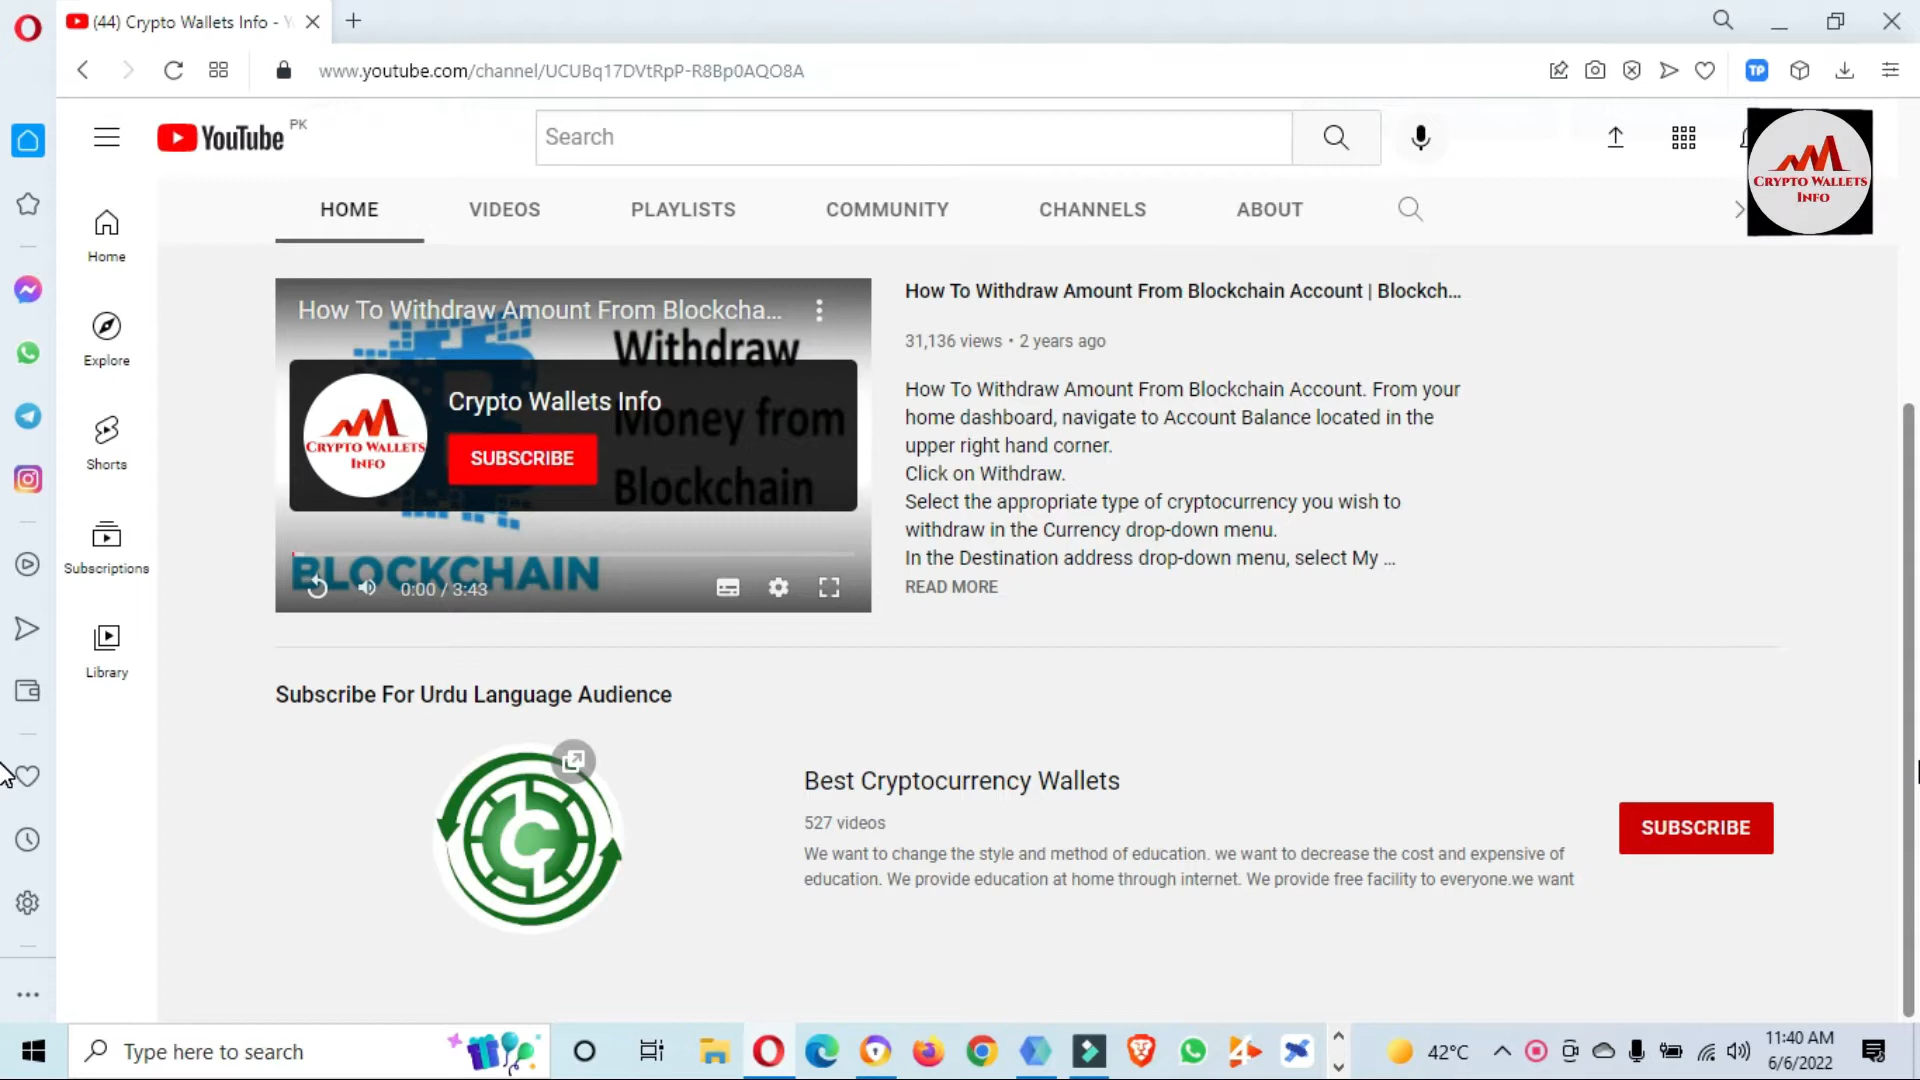 (44) Crypto Wallets Info - Y
www.youtube.com/channel/UCUBq17DVtRpP-R8Bp0AQO8A
YouTube PK
Search
CRYPTO WALLETS
INFO
HOME
VIDEOS
PLAYLISTS
COMMUNITY
CHANNELS
ABOUT
Home
Explore
Shorts
Subscriptions
Library
How To Withdraw Amount From Blockcha...
Withdraw
Money from
Blockchain
Crypto Wallets Info
CRYPTO WALLETS
INFO
SUBSCRIBE
BLOCKCHAIN
0:00 / 3:43
How To Withdraw Amount From Blockchain Account | Blockch...
31,136 views • 2 years ago
How To Withdraw Amount From Blockchain Account. From your
home dashboard, navigate to Account Balance located in the
upper right hand corner.
Click on Withdraw.
Select the appropriate type of cryptocurrency you wish to
withdraw in the Currency drop-down menu.
In the Destination address drop-down menu, select My ...
READ MORE
Subscribe For Urdu Language Audience
Best Cryptocurrency Wallets
527 videos
We want to change the style and method of education. we want to decrease the cost and expensive of
education. We provide education at home through internet. We provide free facility to everyone.we want
SUBSCRIBE
Type here to search
42°C
11:40 AM
6/6/2022
TP